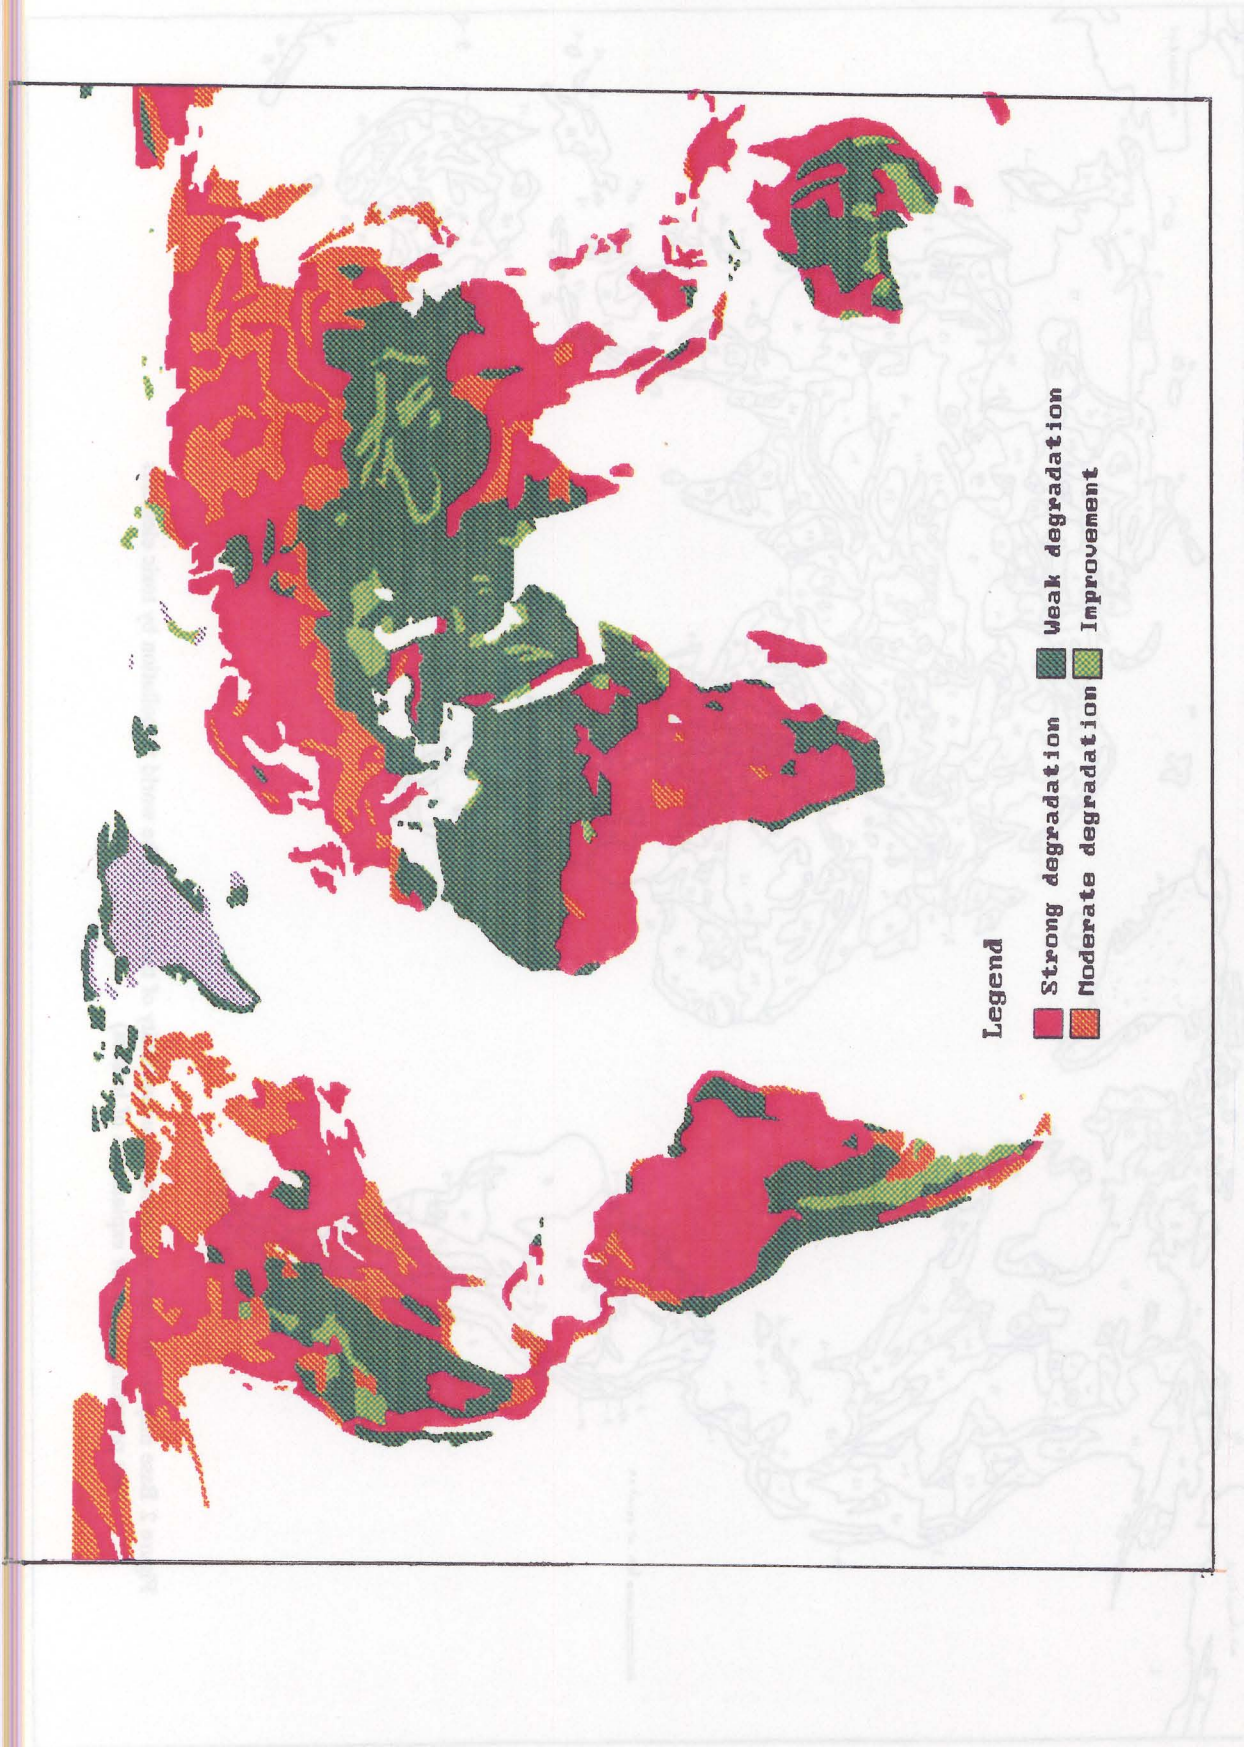 Legend
Strong degradation
Weak degradation
Moderate degradation
Improvement